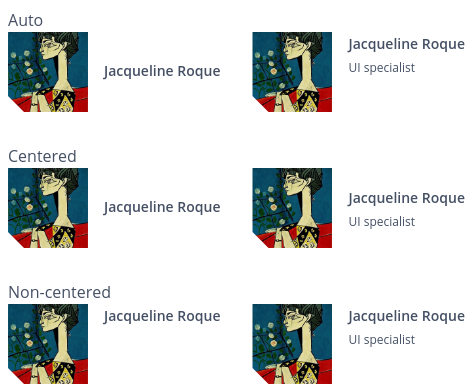 Auto
Jacqueline Roque
Jacqueline Roque
UI specialist
Centered
Jacqueline Roque
Jacqueline Roque
UI specialist
Non-centered
Jacqueline Roque
Jacqueline Roque
UI specialist